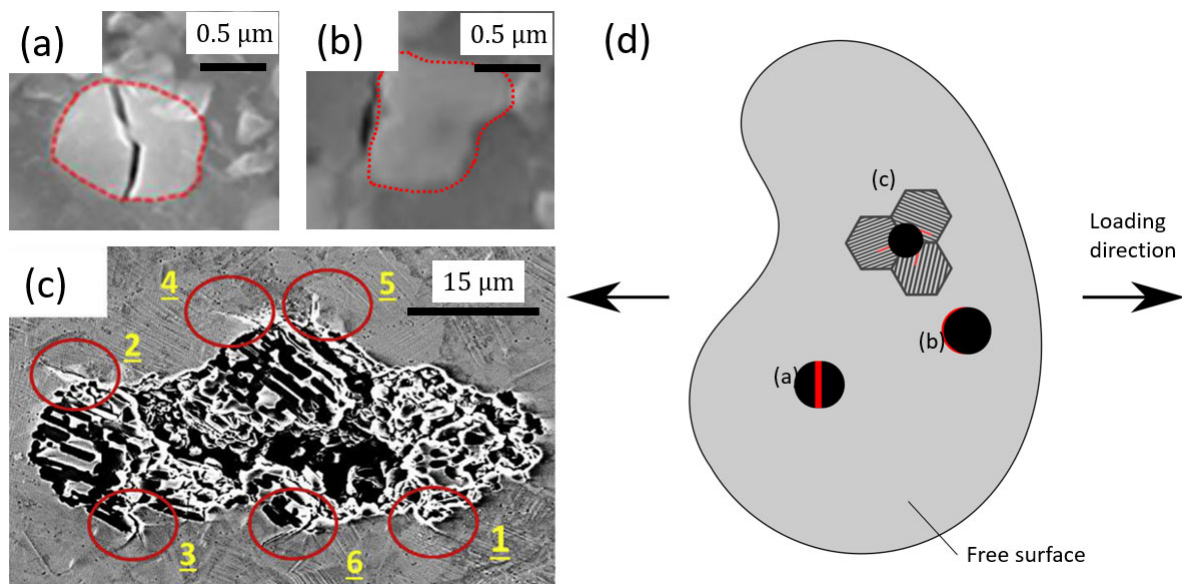 (a)
0.5 μm
(b)
0.5 μm
(c)
15 μm
4
5
2
3
6
1
(d)
(c)
(b)
(a)
Loading
direction
Free surface